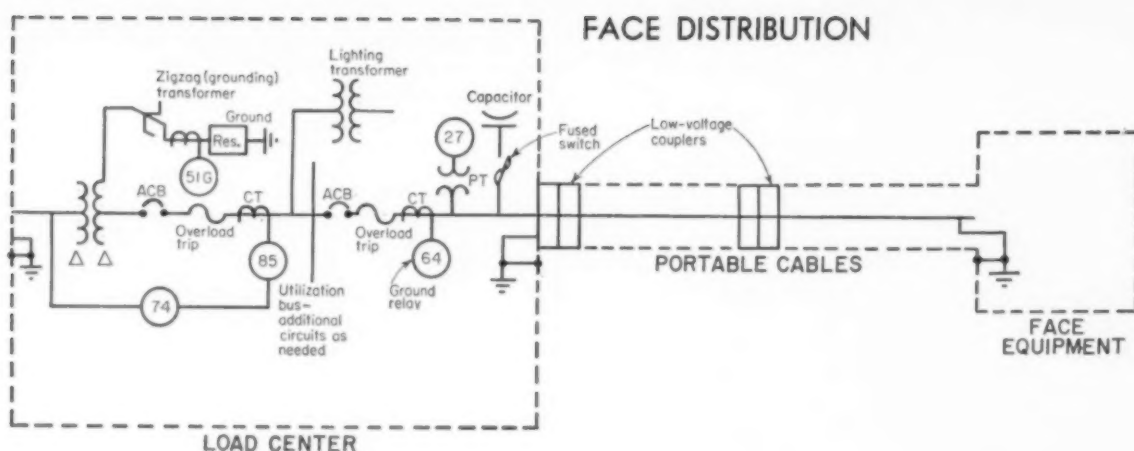 FACE DISTRIBUTION
Lighting
transformer
Zigzag (grounding)
transformer
Capacitor
Ground
Res.
51G
27
PT
Fused
switch
Low-voltage
couplers
ACB
CT
ACB
CT
Overload
trip
Overload
trip
85
64
74
Δ Δ
Utilization
bus-
additional
circuits as
needed
Ground
relay
PORTABLE CABLES
FACE
EQUIPMENT
LOAD CENTER